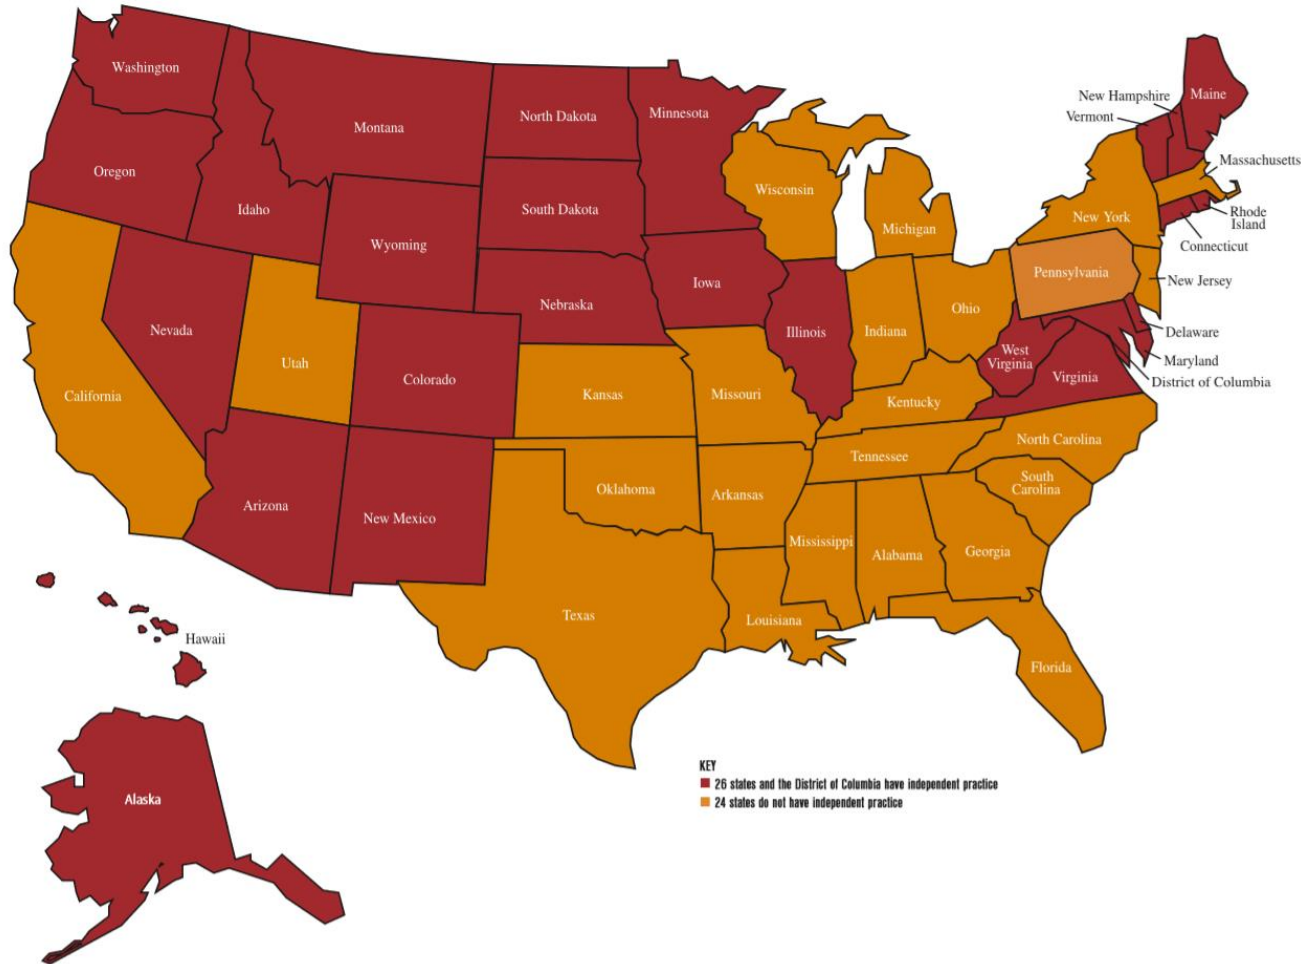 Washington
Oregon
Idaho
Montana
Wyoming
North Dakota
South Dakota
Nebraska
Minnesota
Iowa
Wisconsin
Michigan
Illinois
Indiana
Ohio
New York
Pennsylvania
New Hampshire
Vermont
Maine
Massachusetts
Rhode
Island
Connecticut
New Jersey
Delaware
Maryland
District of Columbia
West
Virginia
Virginia
California
Nevada
Utah
Colorado
Arizona
New Mexico
Kansas
Missouri
Kentucky
Oklahoma
Arkansas
Tennessee
North Carolina
South
Carolina
Texas
Louisiana
Mississippi
Alabama
Georgia
Florida
Hawaii
Alaska
KEY
26 states and the District of Columbia have independent practice
24 states do not have independent practice